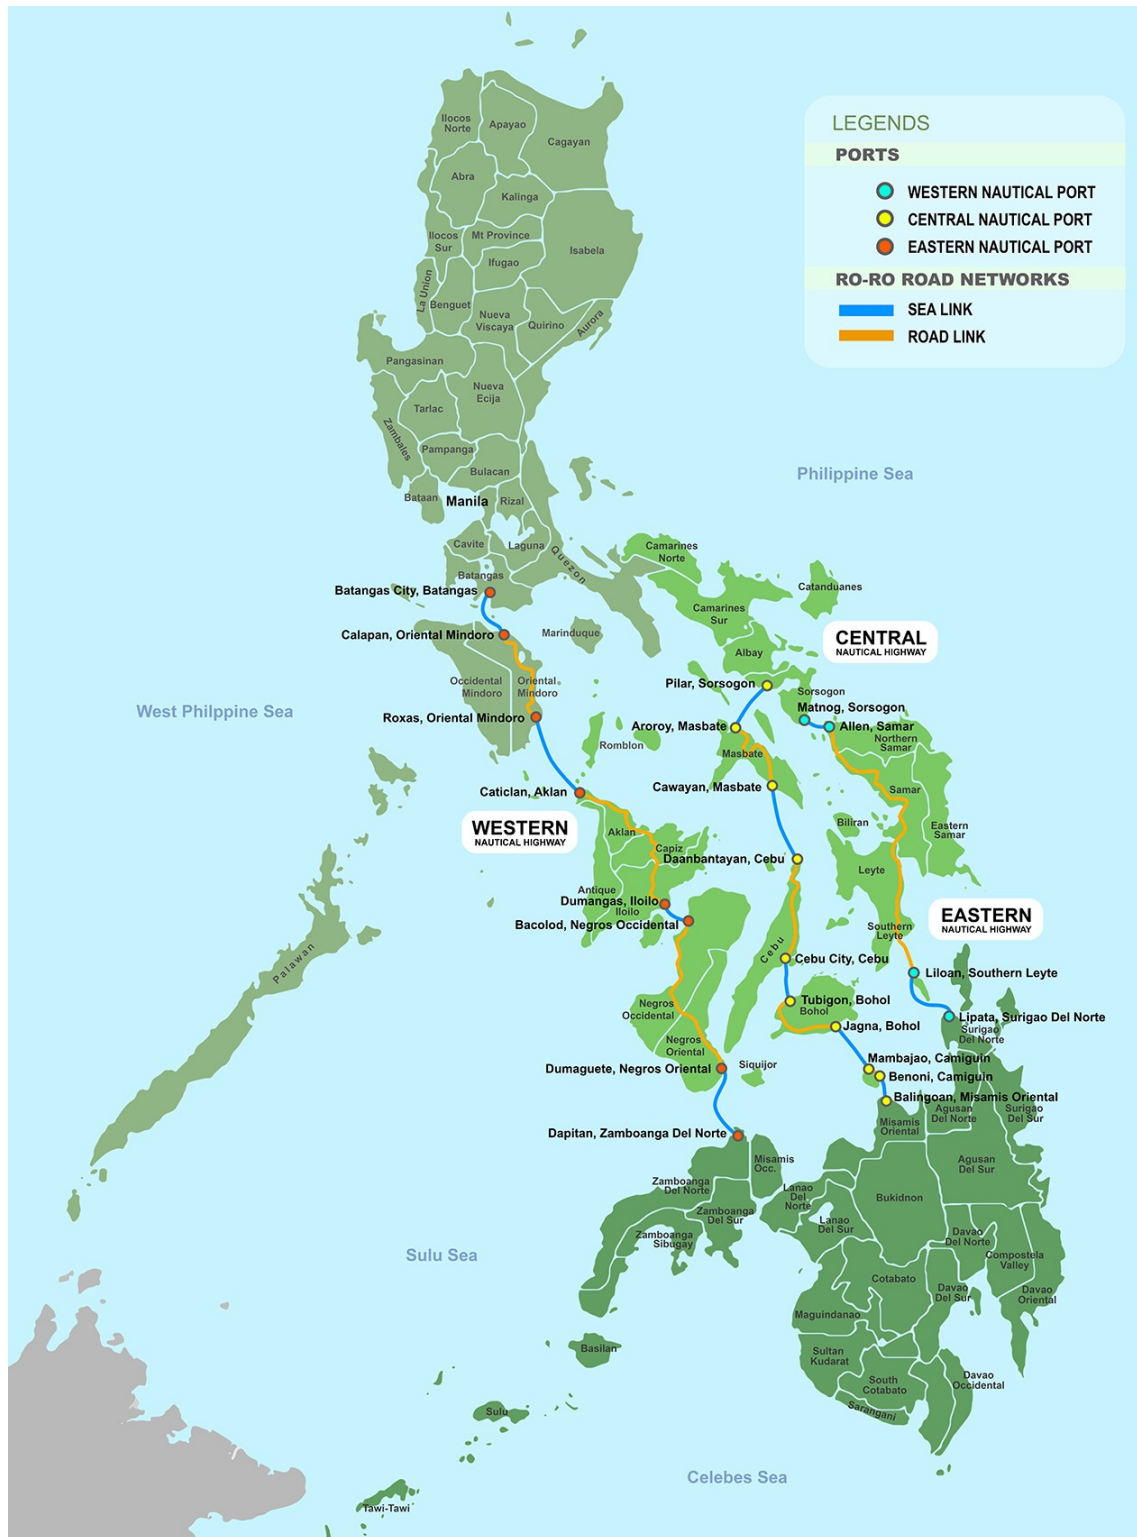 LEGENDS
PORTS
WESTERN NAUTICAL PORT
CENTRAL NAUTICAL PORT
EASTERN NAUTICAL PORT
RO-RO ROAD NETWORKS
SEA LINK
ROAD LINK
Ilocos
Norte
Apayao
Cagayan
Abra
Kalinga
Ilocos
Sur
Mt Province
Isabela
Ifugao
La Union
Benguet
Nueva
Viscaya
Quirino
Aurora
Pangasinan
Nueva
Ecija
Tarlac
Zambales
Pampanga
Bulacan
Bataan
Manila
Rizal
Philippine Sea
Cavite
Laguna
Quezon
Batangas
Batangas City, Batangas
Camarines
Norte
Catanduanes
Camarines
Sur
Calapan, Oriental Mindoro
Marinduque
CENTRAL
NAUTICAL HIGHWAY
Albay
Occidental
Mindoro
Oriental
Mindoro
Pilar, Sorsogon
Sorsogon
Matnog, Sorsogon
West Philppine Sea
Roxas, Oriental Mindoro
Aroroy, Masbate
Allen, Samar
Northern
Samar
Romblon
Masbate
Caticlan, Aklan
Cawayan, Masbate
Samar
WESTERN
NAUTICAL HIGHWAY
Aklan
Biliran
Eastern
Samar
Capiz
Daanbantayan, Cebu
Leyte
Antique
Dumangas, Iloilo
Iloilo
Bacolod, Negros Occidental
Southern
Leyte
EASTERN
NAUTICAL HIGHWAY
Palawan
Cebu
Cebu City, Cebu
Liloan, Southern Leyte
Negros
Occidental
Tubigon, Bohol
Bohol
Jagna, Bohol
Lipata, Surigao Del Norte
Surigao
Del Norte
Negros
Oriental
Dumaguete, Negros Oriental
Siquijor
Mambajao, Camiguin
Benoni, Camiguin
Balingoan, Misamis Oriental
Misamis
Oriental
Agusan
Del Norte
Surigao
Del Sur
Dapitan, Zamboanga Del Norte
Misamis
Occ.
Agusan
Del Sur
Zamboanga
Del Norte
Lanao
Del
Norte
Bukidnon
Zamboanga
Del Sur
Lanao
Del Sur
Zamboanga
Sibugay
Davao
Del Norte
Compostela
Valley
Sulu Sea
Cotabato
Davao
Del Sur
Davao
Oriental
Maguindanao
Basilan
Sultan
Kudarat
South
Cotabato
Davao
Occidental
Sarangani
Sulu
Celebes Sea
Tawi-Tawi